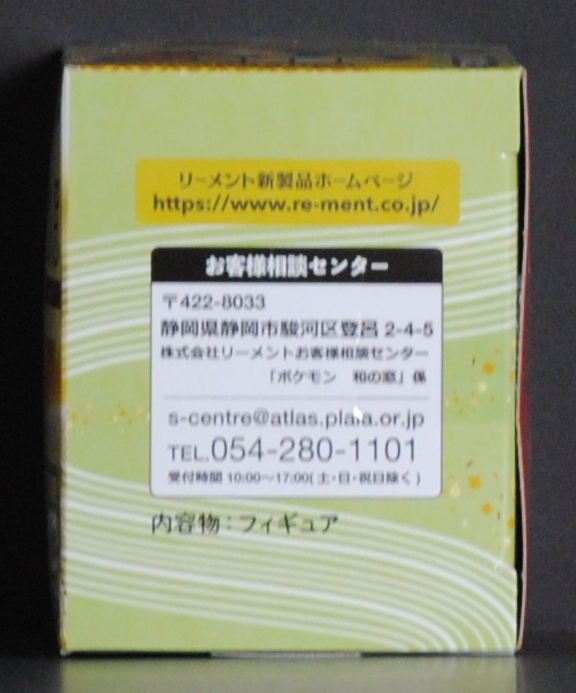 リーメント新製品ホームページ
https://www.re-ment.co.jp/
お客様相談センター
〒422-8033
静岡県静岡市駿河区登呂 2-4-5
株式会社リーメントお客様相談センター
「ポケモン　和の窓」係
s-centre@atlas.plala.or.jp
TEL.054-280-1101
受付時間 10:00〜17:00(土・日・祝日除く)
内容物：フィギュア